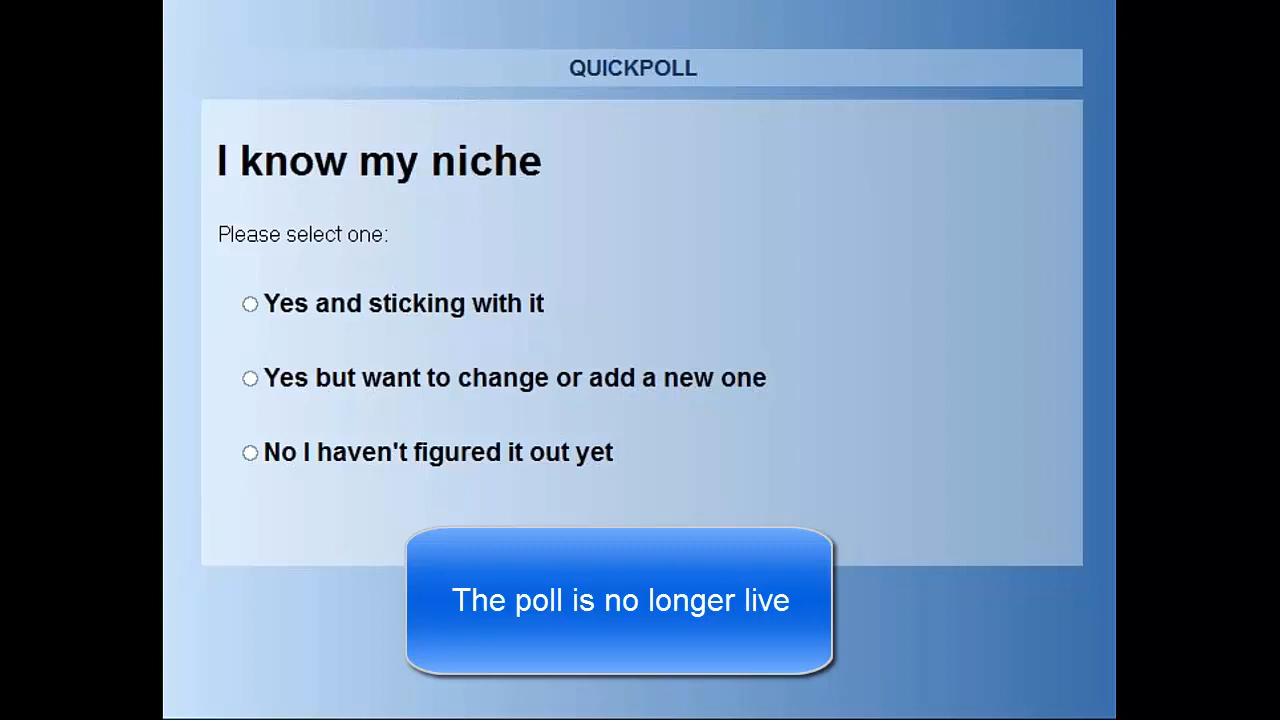 QUICKPOLL
I know my niche
Please select one:
Yes and sticking with it
Yes but want to change or add a new one
No I haven't figured it out yet
The poll is no longer live